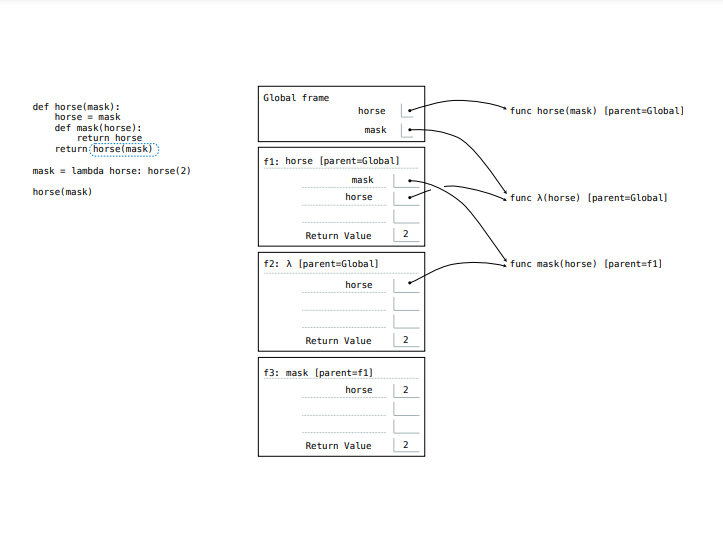 def horse(mask):
    horse = mask
    def mask(horse):
        return horse
    return horse(mask)
mask = lambda horse: horse(2)
horse(mask)
Global frame
horse
mask
func horse(mask) [parent=Global]
func λ(horse) [parent=Global]
func mask(horse) [parent=f1]
f1: horse [parent=Global]
mask
horse
Return Value 2
f2: λ [parent=Global]
horse
Return Value 2
f3: mask [parent=f1]
horse 2
Return Value 2